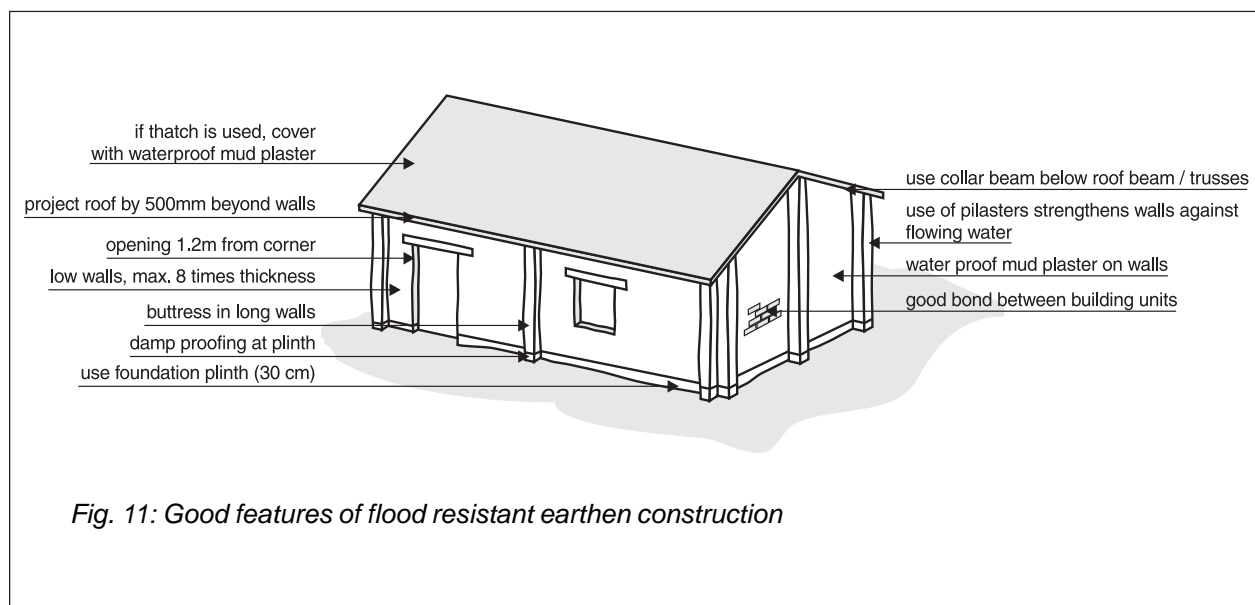 if thatch is used, cover
with waterproof mud plaster
project roof by 500mm beyond walls
opening 1.2m from corner
low walls, max. 8 times thickness
buttress in long walls
damp proofing at plinth
use foundation plinth (30 cm)
use collar beam below roof beam / trusses
use of pilasters strengthens walls against
flowing water
water proof mud plaster on walls
good bond between building units
Fig. 11: Good features of flood resistant earthen construction